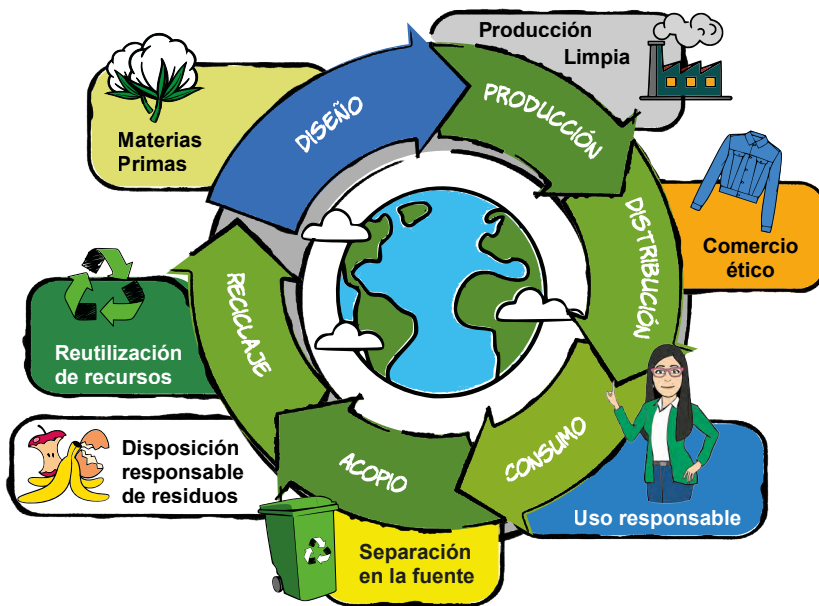 Producción
Limpia
DISEÑO
PRODUCCIÓN
Materias
Primas
DISTRIBUCIÓN
Comercio
ético
RECICLAJE
Reutilización
de recursos
CONSUMO
ACOPIO
Disposición
responsable
de residuos
Uso responsable
Separación
en la fuente